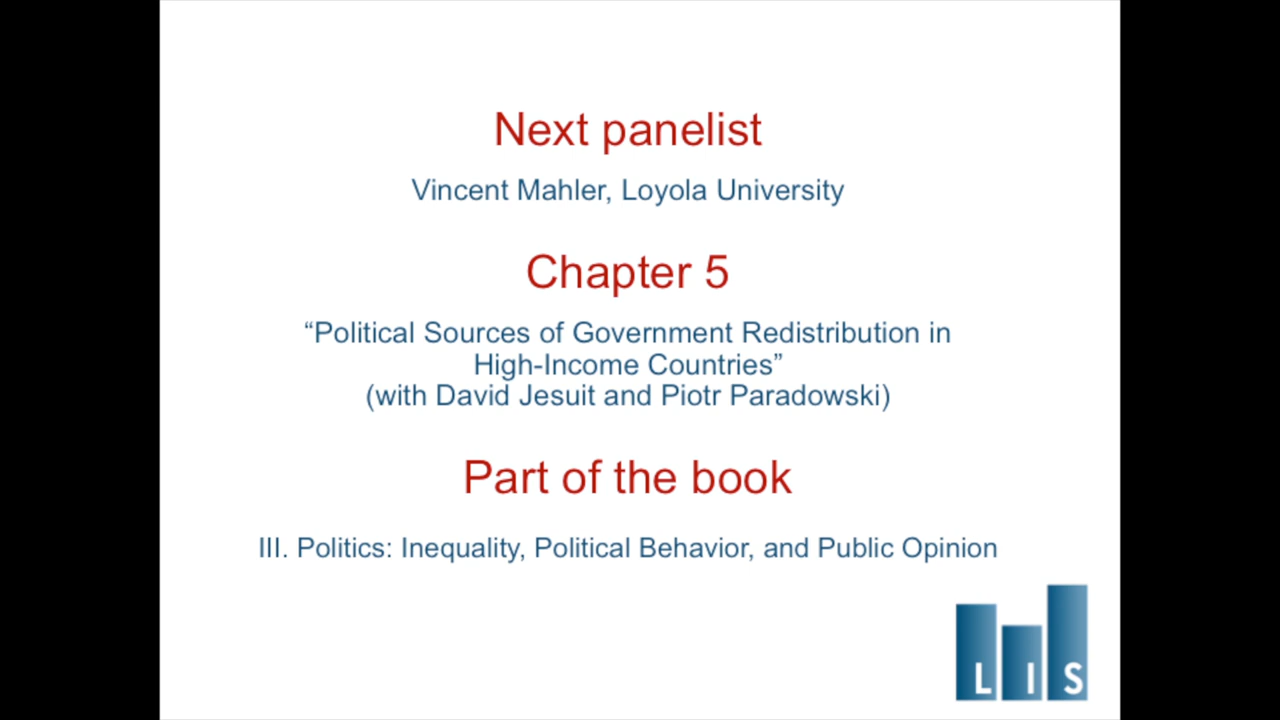 Next panelist
Vincent Mahler, Loyola University
Chapter 5
“Political Sources of Government Redistribution in
High-Income Countries”
(with David Jesuit and Piotr Paradowski)
Part of the book
III. Politics: Inequality, Political Behavior, and Public Opinion
LIS